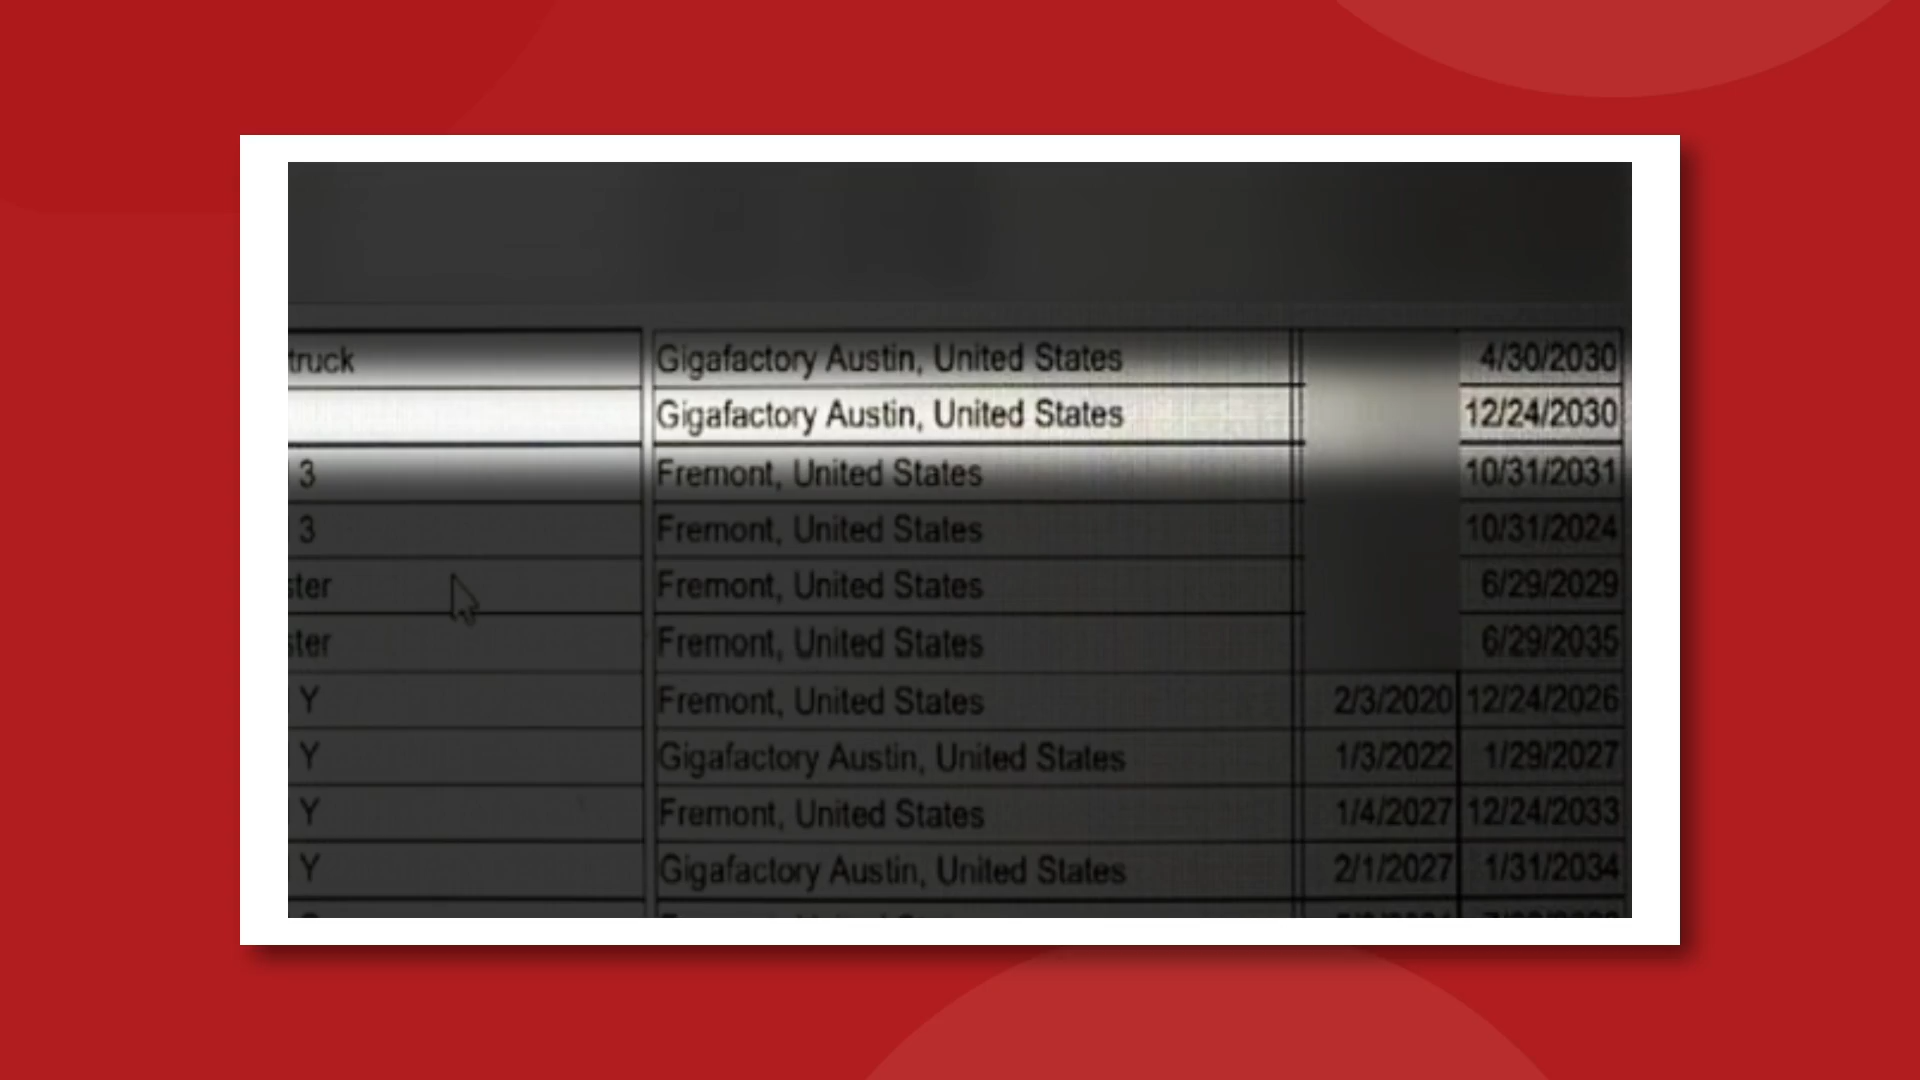 truck Gigafactory Austin, United States 4/30/2030
Gigafactory Austin, United States 12/24/2030
3 Fremont, United States 10/31/2031
3 Fremont, United States 10/31/2024
ster Fremont, United States 6/29/2029
ster Fremont, United States 6/29/2035
Y Fremont, United States 2/3/2020 12/24/2026
Y Gigafactory Austin, United States 1/3/2022 1/29/2027
Y Fremont, United States 1/4/2027 12/24/2033
Y Gigafactory Austin, United States 2/1/2027 1/31/2034